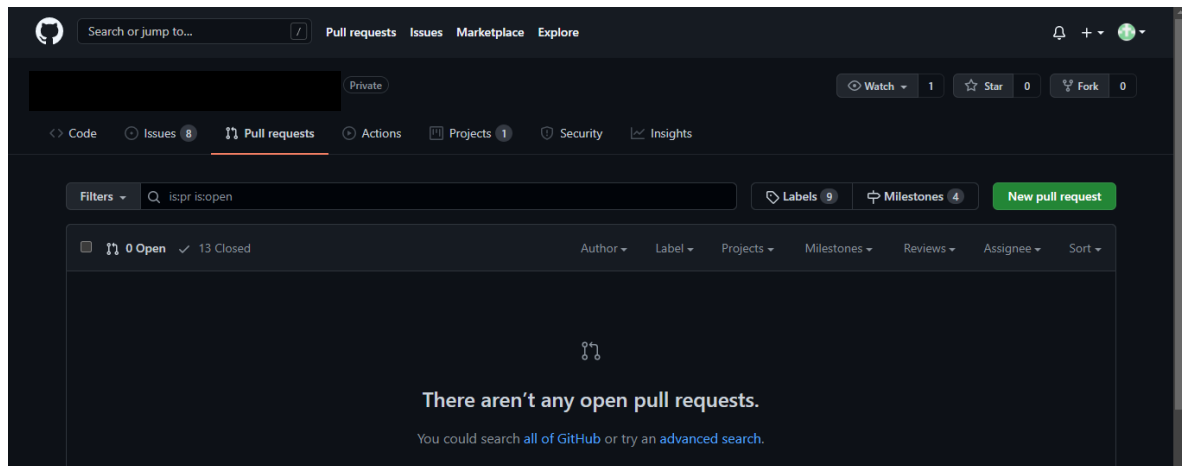 Search or jump to... / Pull requests Issues Marketplace Explore
Private Watch 1 Star 0 Fork 0
Code Issues 8 Pull requests Actions Projects 1 Security Insights
Filters is:pr is:open Labels 9 Milestones 4 New pull request
0 Open 13 Closed Author Label Projects Milestones Reviews Assignee Sort
There aren't any open pull requests.
You could search all of GitHub or try an advanced search.